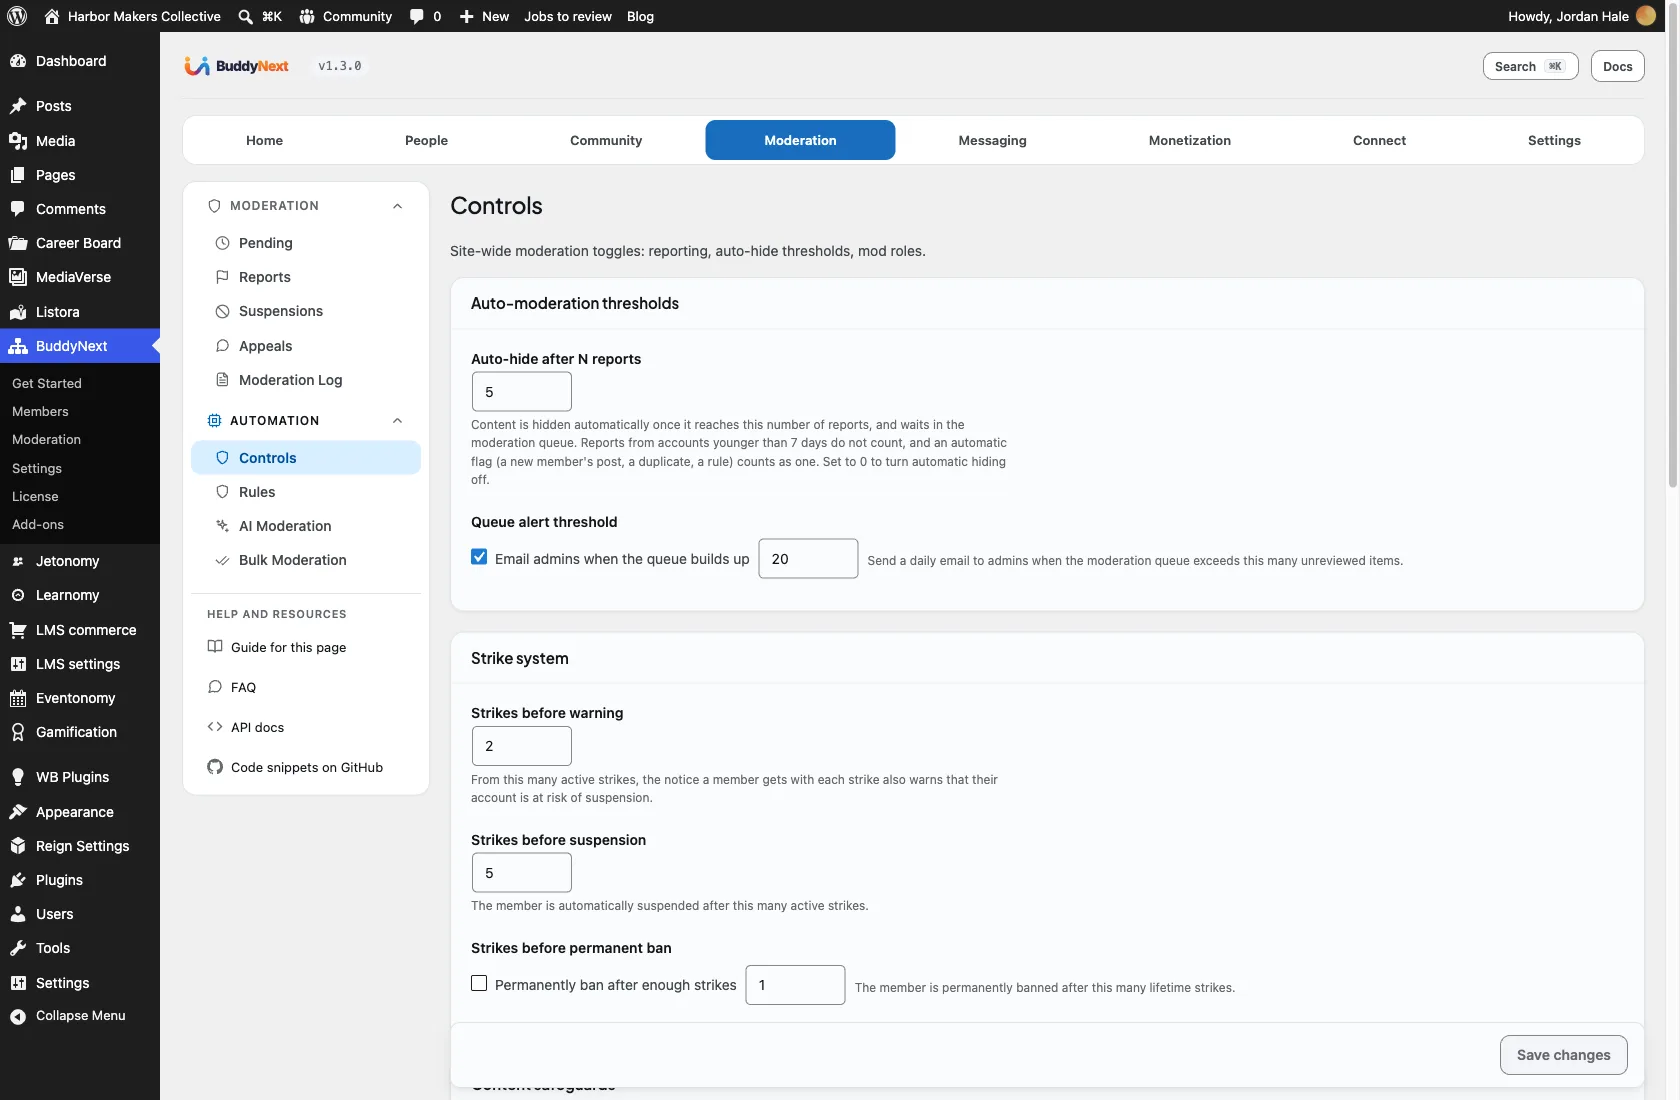 Harbor Makers Collective ⌘K Community 0 New Jobs to review Blog Howdy, Jordan Hale
Dashboard
Posts
Media
Pages
Comments
Career Board
MediaVerse
Listora
BuddyNext
Get Started
Members
Moderation
Settings
License
Add-ons
Jetonomy
Learnomy
LMS commerce
LMS settings
Eventonomy
Gamification
WB Plugins
Appearance
Reign Settings
Plugins
Users
Tools
Settings
Collapse Menu
BuddyNext v1.3.0 Search ⌘K Docs
Home People Community Moderation Messaging Monetization Connect Settings
MODERATION
Pending
Reports
Suspensions
Appeals
Moderation Log
AUTOMATION
Controls
Rules
AI Moderation
Bulk Moderation
HELP AND RESOURCES
Guide for this page
FAQ
API docs
Code snippets on GitHub
Controls
Site-wide moderation toggles: reporting, auto-hide thresholds, mod roles.
Auto-moderation thresholds
Auto-hide after N reports
5
Content is hidden automatically once it reaches this number of reports, and waits in the
moderation queue. Reports from accounts younger than 7 days do not count, and an automatic
flag (a new member's post, a duplicate, a rule) counts as one. Set to 0 to turn automatic hiding
off.
Queue alert threshold
Email admins when the queue builds up 20 Send a daily email to admins when the moderation queue exceeds this many unreviewed items.
Strike system
Strikes before warning
2
From this many active strikes, the notice a member gets with each strike also warns that their
account is at risk of suspension.
Strikes before suspension
5
The member is automatically suspended after this many active strikes.
Strikes before permanent ban
Permanently ban after enough strikes 1 The member is permanently banned after this many lifetime strikes.
Save changes
Content safeguards